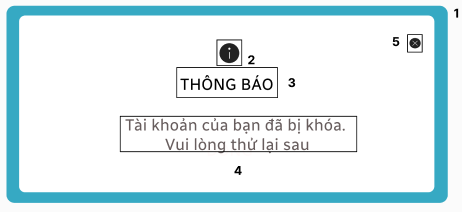 1
5
i
2
THÔNG BÁO 3
Tài khoản của bạn đã bị khóa.
Vui lòng thử lại sau
4